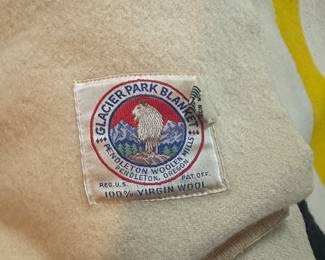 GLACIER PARK BLANKET
PENDLETON WOOLEN MILLS
PENDLETON, OREGON
REG. U.S. PAT. OFF.
100% VIRGIN WOOL